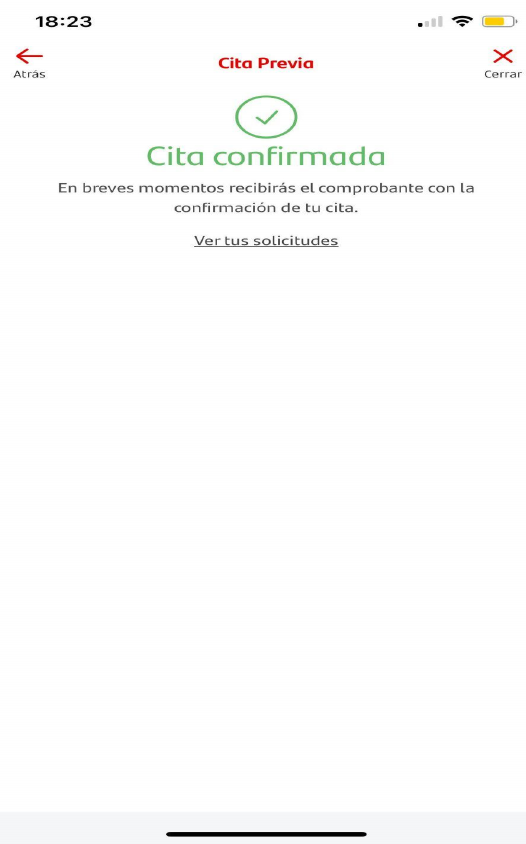 18:23
Cita Previa
Atrás
Cerrar
Cita confirmada
En breves momentos recibirás el comprobante con la
confirmación de tu cita.
Ver tus solicitudes